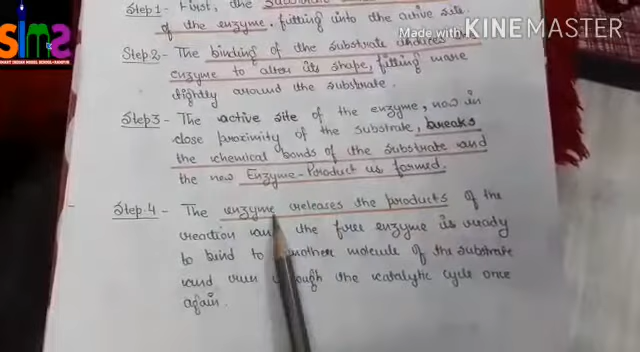 Made with KINEMASTER
sims
SMART INDIAN MODEL SCHOOL
Step 1 - First, the substrate
of the enzyme, fitting into the active site.
Step 2 - The binding of the substrate induces
enzyme to alter its shape, fitting more
tightly around the substrate.
Step 3 - The active site of the enzyme, now in
close proximity of the substrate, breaks
the chemical bonds of the substrate and
the new Enzyme-Product is formed.
Step 4 - The enzyme releases the products of the
reaction and the free enzyme is ready
to bind to another molecule of the substrate
and run through the catalytic cycle once
again.